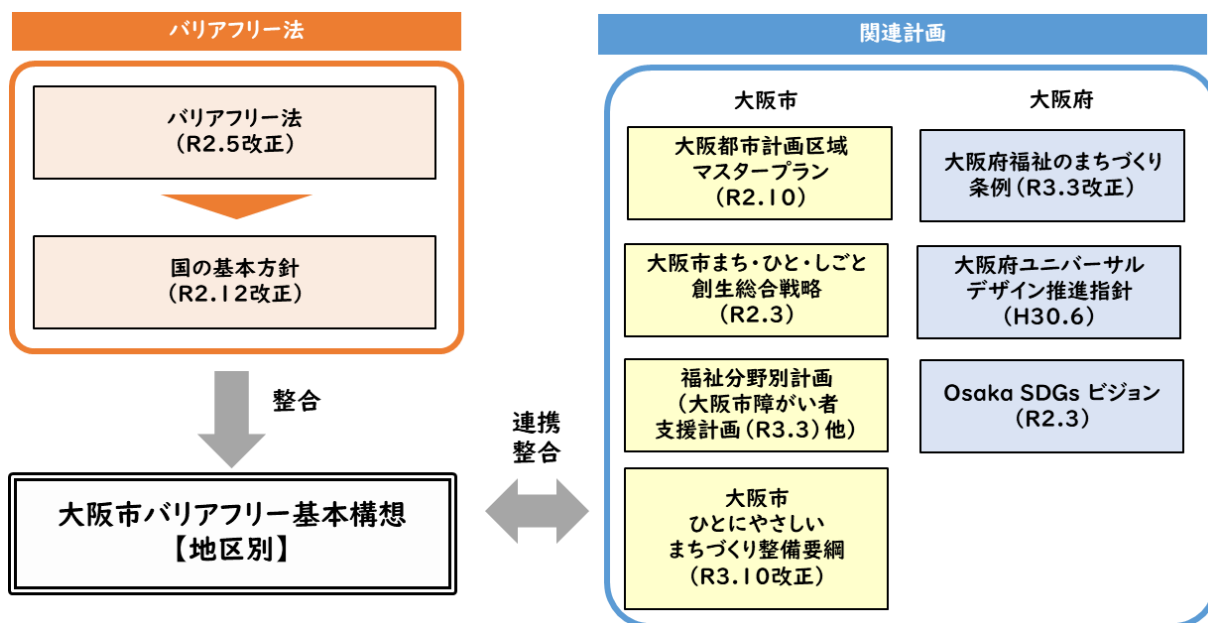 バリアフリー法
バリアフリー法
(R2.5改正)
国の基本方針
(R2.12改正)
整合
大阪市バリアフリー基本構想
【地区別】
連携
整合
関連計画
大阪市
大阪都市計画区域
マスタープラン
(R2.10)
大阪市まち・ひと・しごと
創生総合戦略
(R2.3)
福祉分野別計画
(大阪市障がい者
支援計画(R3.3)他)
大阪市
ひとにやさしい
まちづくり整備要綱
(R3.10改正)
大阪府
大阪府福祉のまちづくり
条例(R3.3改正)
大阪府ユニバーサル
デザイン推進指針
(H30.6)
Osaka SDGs ビジョン
(R2.3)